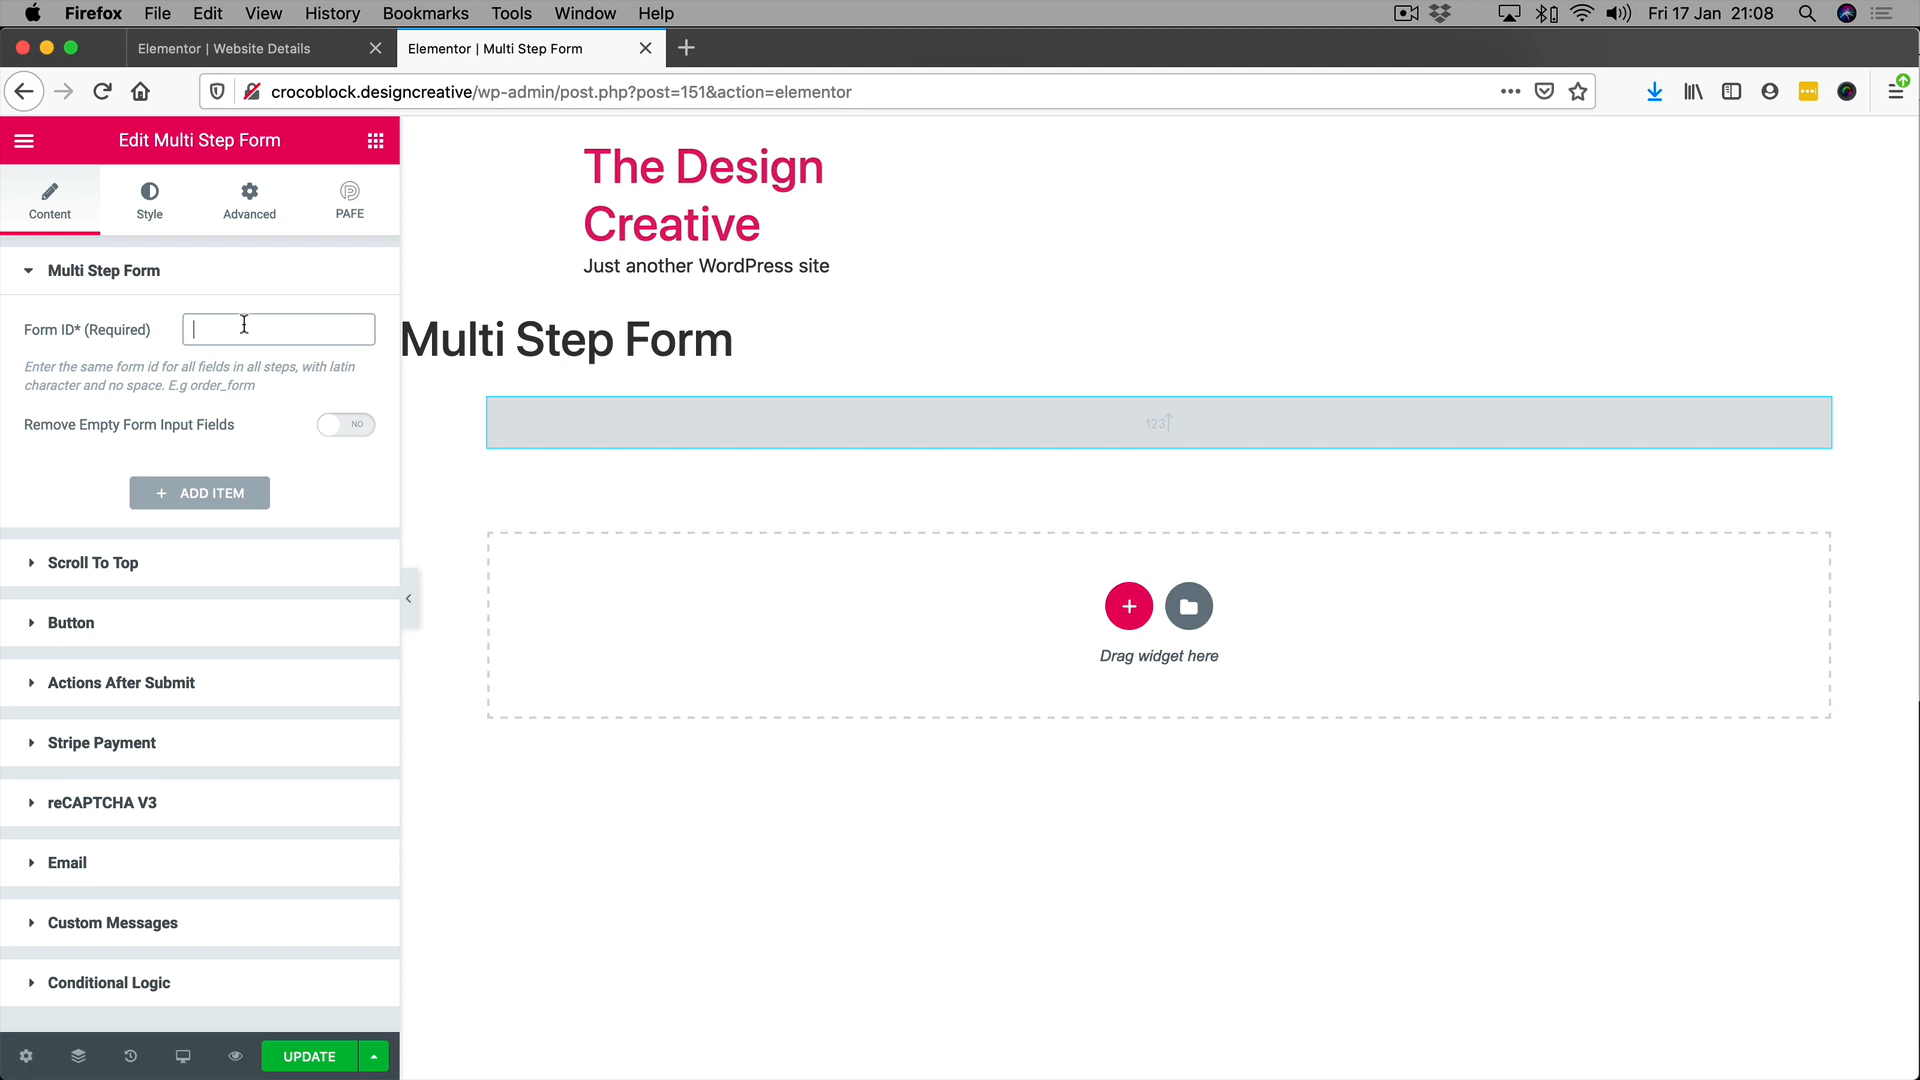 Firefox File Edit View History Bookmarks Tools Window Help Fri 17 Jan 21:08
Elementor | Website Details
Elementor | Multi Step Form
crocoblock.designcreative/wp-admin/post.php?post=151&action=elementor
Edit Multi Step Form
Content
Style
Advanced
PAFE
Multi Step Form
Form ID* (Required)
Enter the same form id for all fields in all steps, with latin
character and no space. E.g order_form
Remove Empty Form Input Fields
NO
+ ADD ITEM
Scroll To Top
Button
Actions After Submit
Stripe Payment
reCAPTCHA V3
Email
Custom Messages
Conditional Logic
UPDATE
The Design
Creative
Just another WordPress site
Multi Step Form
123
Drag widget here